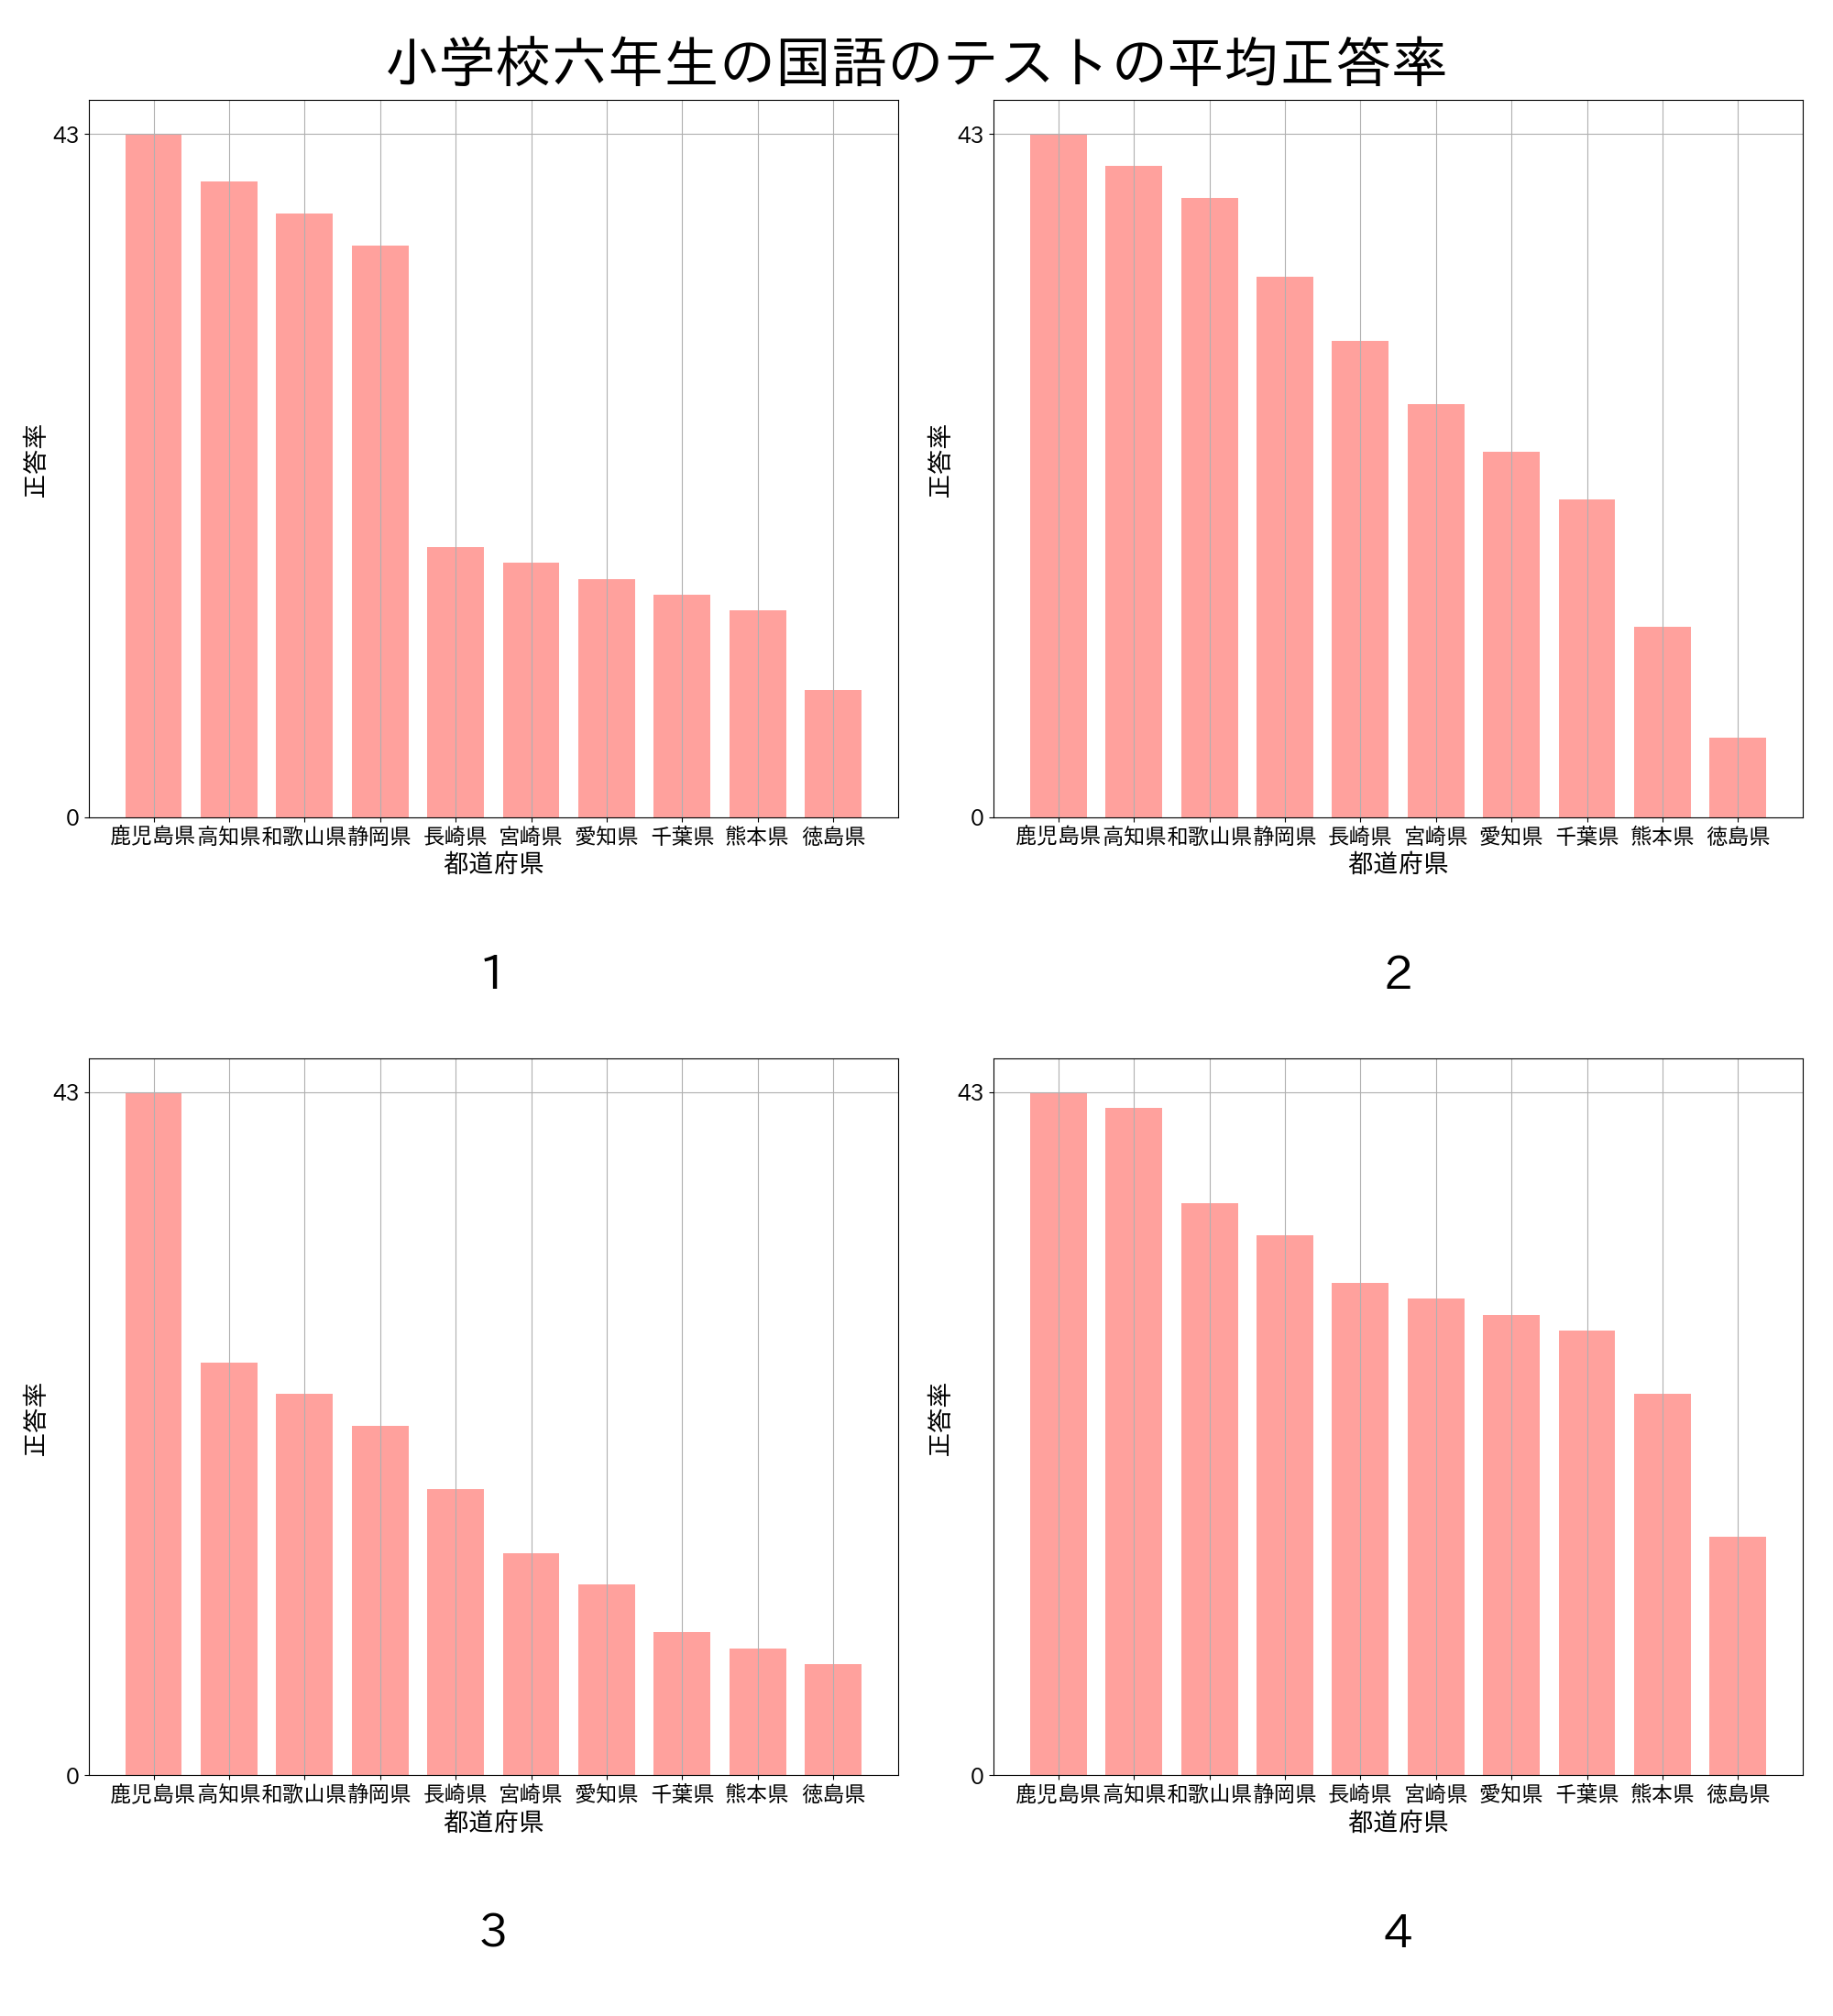 小学校六年生の国語のテストの平均正答率
43
0
正答率
鹿児島県 高知県 和歌山県 静岡県 長崎県 宮崎県 愛知県 千葉県 熊本県 徳島県
都道府県
1
43
0
正答率
鹿児島県 高知県 和歌山県 静岡県 長崎県 宮崎県 愛知県 千葉県 熊本県 徳島県
都道府県
2
43
0
正答率
鹿児島県 高知県 和歌山県 静岡県 長崎県 宮崎県 愛知県 千葉県 熊本県 徳島県
都道府県
3
43
0
正答率
鹿児島県 高知県 和歌山県 静岡県 長崎県 宮崎県 愛知県 千葉県 熊本県 徳島県
都道府県
4